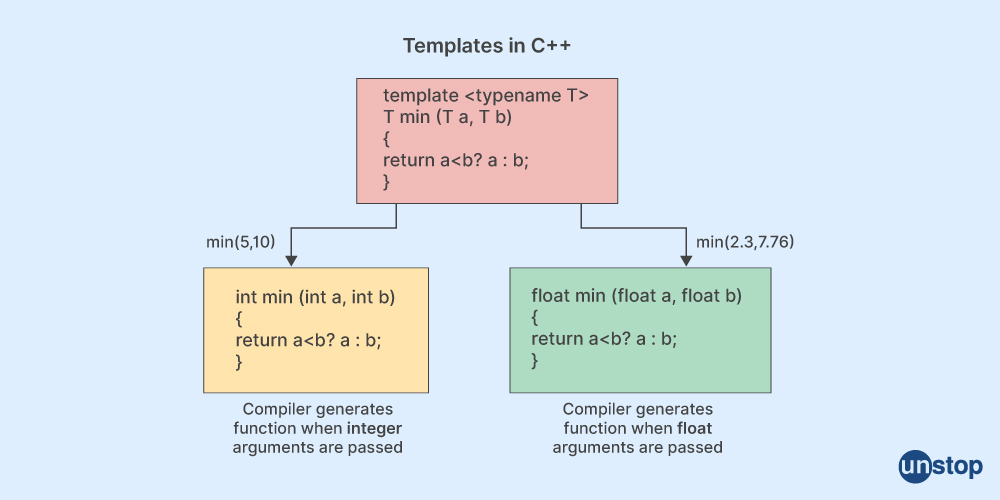 Templates in C++
template <typename T>
T min (T a, T b)
{
return a<b? a : b;
}
min(5,10)
min(2.3,7.76)
int min (int a, int b)
{
return a<b? a : b;
}
float min (float a, float b)
{
return a<b? a : b;
}
Compiler generates
function when integer
arguments are passed
Compiler generates
function when float
arguments are passed
unstop